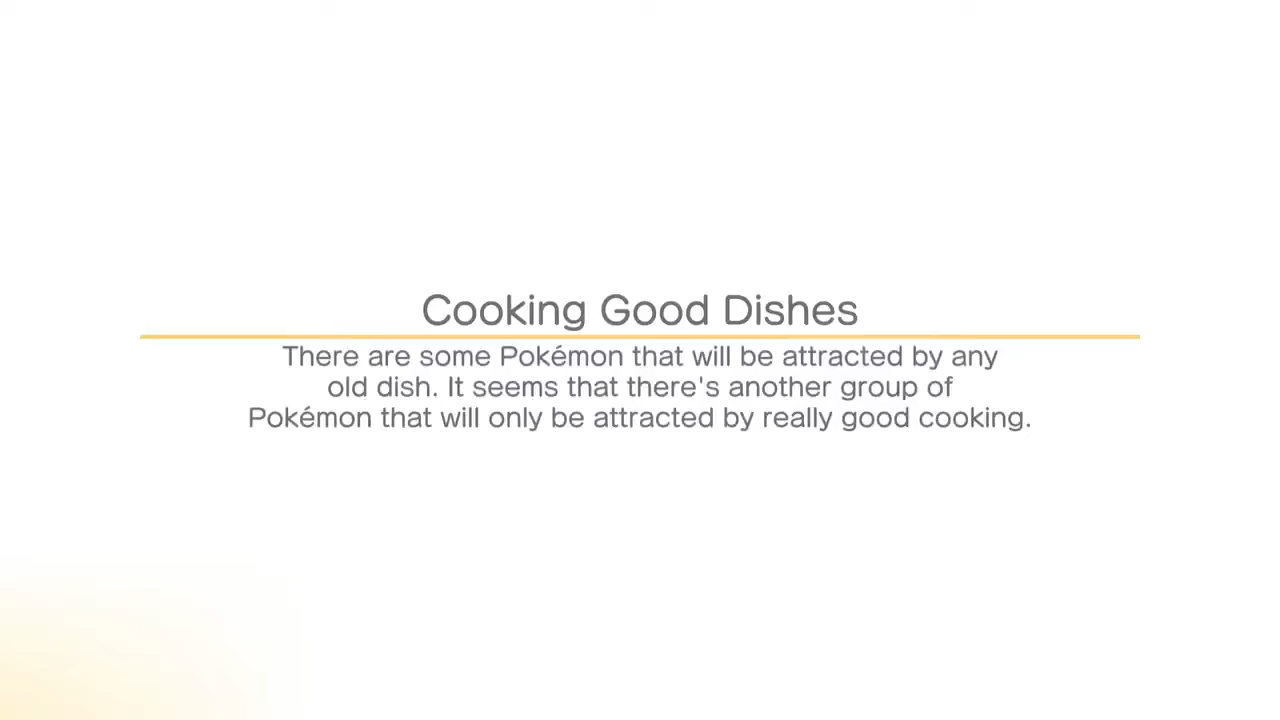 Cooking Good Dishes
There are some Pokémon that will be attracted by any
old dish. It seems that there's another group of
Pokémon that will only be attracted by really good cooking.